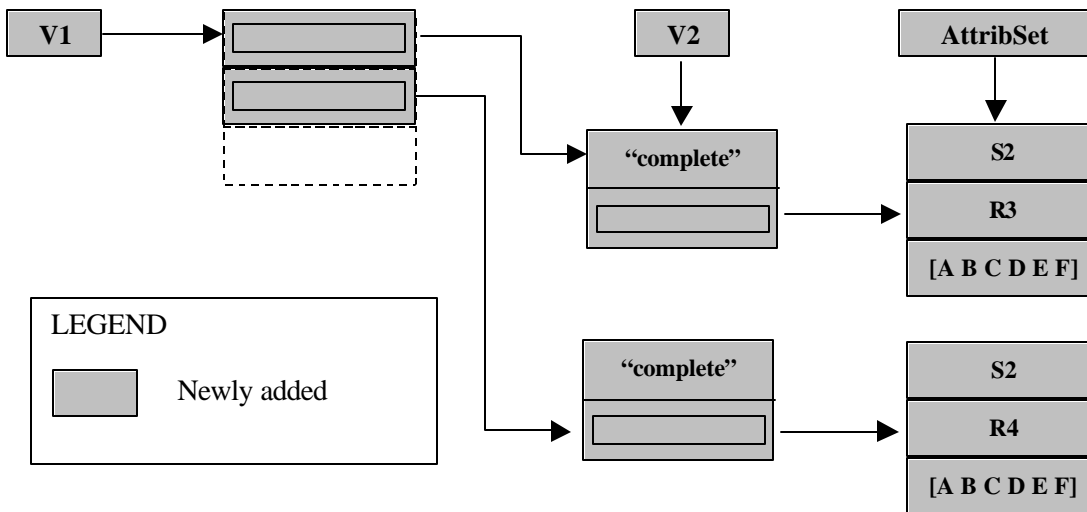 V1
V2
AttribSet
“complete”
S2
R3
[A B C D E F]
LEGEND
Newly added
“complete”
S2
R4
[A B C D E F]